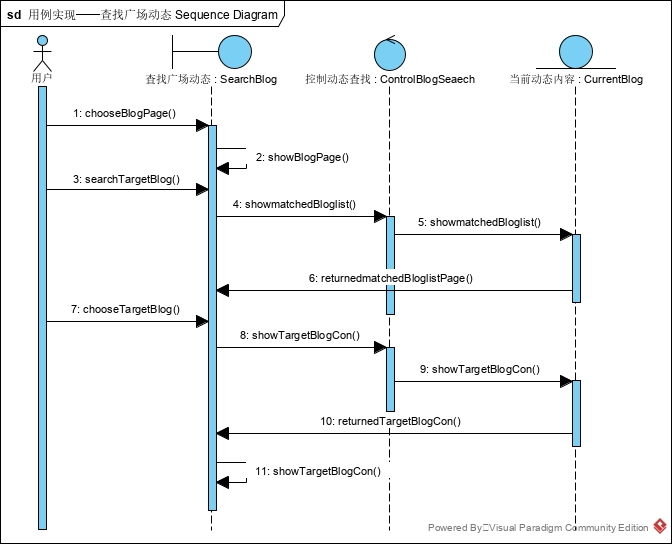 sd 用例实现——查找广场动态 Sequence Diagram
用户
查找广场动态 : SearchBlog
控制动态查找 : ControlBlogSeaech
当前动态内容 : CurrentBlog
1: chooseBlogPage()
2: showBlogPage()
3: searchTargetBlog()
4: showmatchedBloglist()
5: showmatchedBloglist()
6: returnedmatchedBloglistPage()
7: chooseTargetBlog()
8: showTargetBlogCon()
9: showTargetBlogCon()
10: returnedTargetBlogCon()
11: showTargetBlogCon()
Powered By Visual Paradigm Community Edition